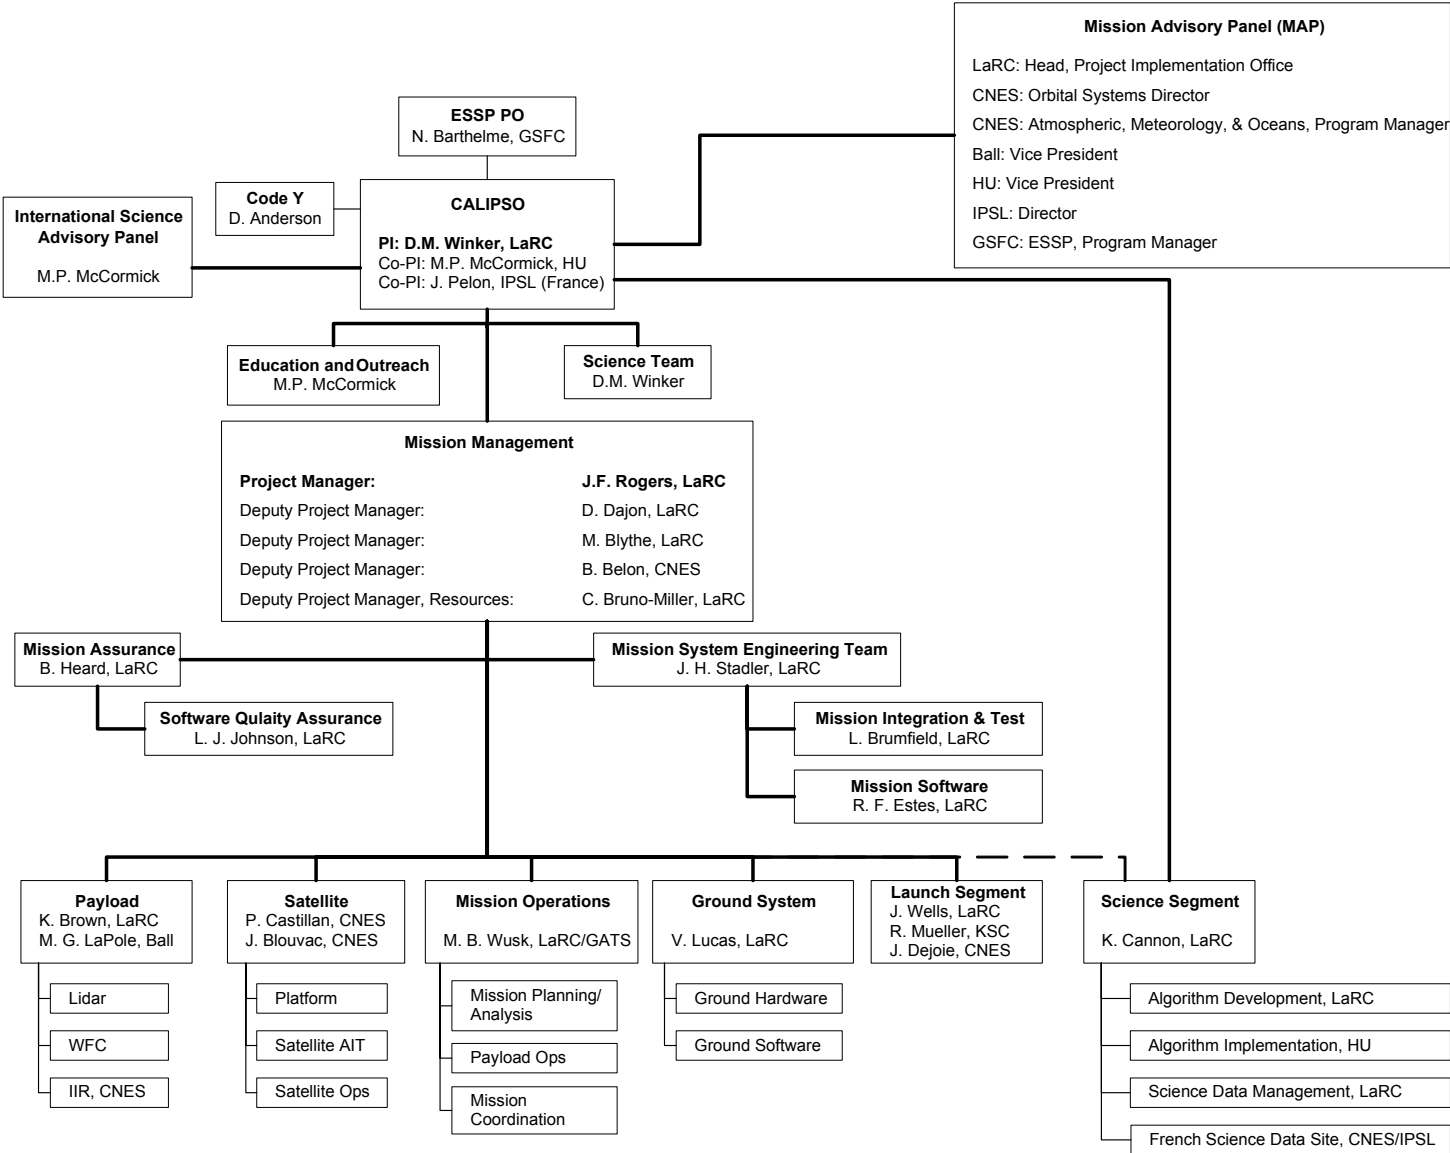 Mission Advisory Panel (MAP)
LaRC: Head, Project Implementation Office
CNES: Orbital Systems Director
CNES: Atmospheric, Meteorology, & Oceans, Program Manager
Ball: Vice President
HU: Vice President
IPSL: Director
GSFC: ESSP, Program Manager
ESSP PO
N. Barthelme, GSFC
Code Y
D. Anderson
International Science
Advisory Panel
M.P. McCormick
CALIPSO
PI: D.M. Winker, LaRC
Co-PI: M.P. McCormick, HU
Co-PI: J. Pelon, IPSL (France)
Education and Outreach
M.P. McCormick
Science Team
D.M. Winker
Mission Management
Project Manager: J.F. Rogers, LaRC
Deputy Project Manager: D. Dajon, LaRC
Deputy Project Manager: M. Blythe, LaRC
Deputy Project Manager: B. Belon, CNES
Deputy Project Manager, Resources: C. Bruno-Miller, LaRC
Mission Assurance
B. Heard, LaRC
Software Qulaity Assurance
L. J. Johnson, LaRC
Mission System Engineering Team
J. H. Stadler, LaRC
Mission Integration & Test
L. Brumfield, LaRC
Mission Software
R. F. Estes, LaRC
Payload
K. Brown, LaRC
M. G. LaPole, Ball
Lidar
WFC
IIR, CNES
Satellite
P. Castillan, CNES
J. Blouvac, CNES
Platform
Satellite AIT
Satellite Ops
Mission Operations
M. B. Wusk, LaRC/GATS
Mission Planning/
Analysis
Payload Ops
Mission
Coordination
Ground System
V. Lucas, LaRC
Ground Hardware
Ground Software
Launch Segment
J. Wells, LaRC
R. Mueller, KSC
J. Dejoie, CNES
Science Segment
K. Cannon, LaRC
Algorithm Development, LaRC
Algorithm Implementation, HU
Science Data Management, LaRC
French Science Data Site, CNES/IPSL